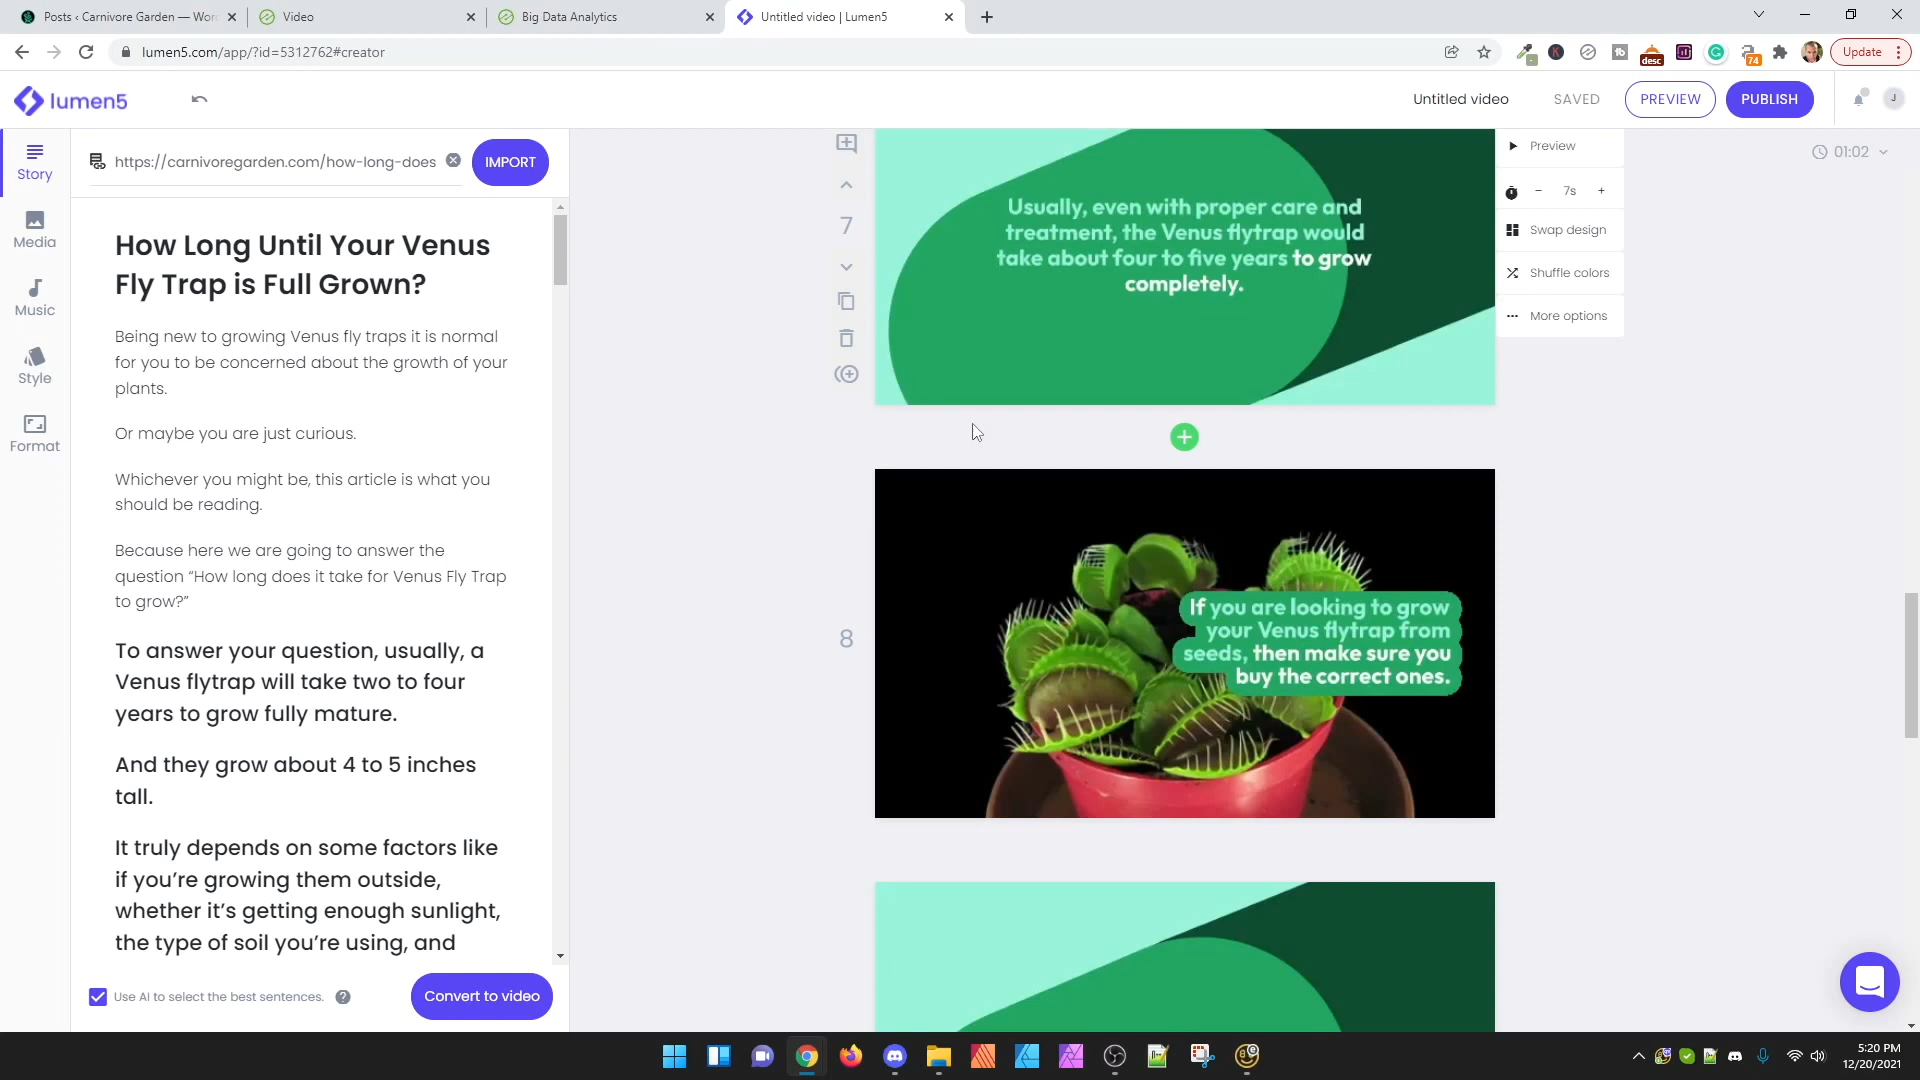 Posts ‹ Carnivore Garden — Wor
Video
Big Data Analytics
Untitled video | Lumen5
lumen5.com/app/?id=5312762#creator
desc
74
Update
lumen5
Untitled video
SAVED
PREVIEW
PUBLISH
J
Story
Media
Music
Style
Format
https://carnivoregarden.com/how-long-does
IMPORT
How Long Until Your Venus
Fly Trap is Full Grown?
Being new to growing Venus fly traps it is normal
for you to be concerned about the growth of your
plants.
Or maybe you are just curious.
Whichever you might be, this article is what you
should be reading.
Because here we are going to answer the
question “How long does it take for Venus Fly Trap
to grow?”
To answer your question, usually, a
Venus flytrap will take two to four
years to grow fully mature.
And they grow about 4 to 5 inches
tall.
It truly depends on some factors like
if you’re growing them outside,
whether it’s getting enough sunlight,
the type of soil you’re using, and
Use AI to select the best sentences.
Convert to video
7
Usually, even with proper care and
treatment, the Venus flytrap would
take about four to five years to grow
completely.
Preview
7s
Swap design
Shuffle colors
More options
01:02
8
If you are looking to grow
your Venus flytrap from
seeds, then make sure you
buy the correct ones.
5:20 PM
12/20/2021